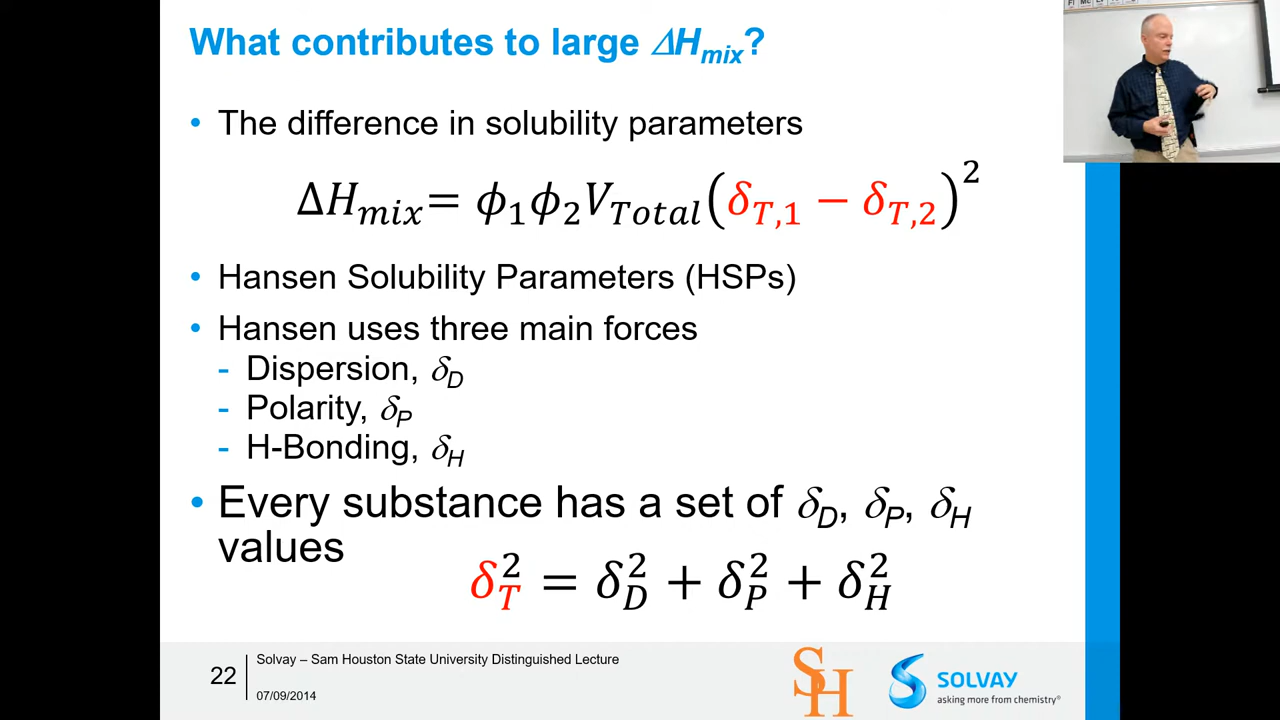 What contributes to large ΔH_mix?
• The difference in solubility parameters
ΔH_mix = ϕ₁ϕ₂V_Total(δ_T,1 − δ_T,2)²
• Hansen Solubility Parameters (HSPs)
• Hansen uses three main forces
- Dispersion, δ_D
- Polarity, δ_P
- H-Bonding, δ_H
• Every substance has a set of δ_D, δ_P, δ_H
values
δ_T² = δ_D² + δ_P² + δ_H²
22
Solvay – Sam Houston State University Distinguished Lecture
07/09/2014
SH
SOLVAY
asking more from chemistry®